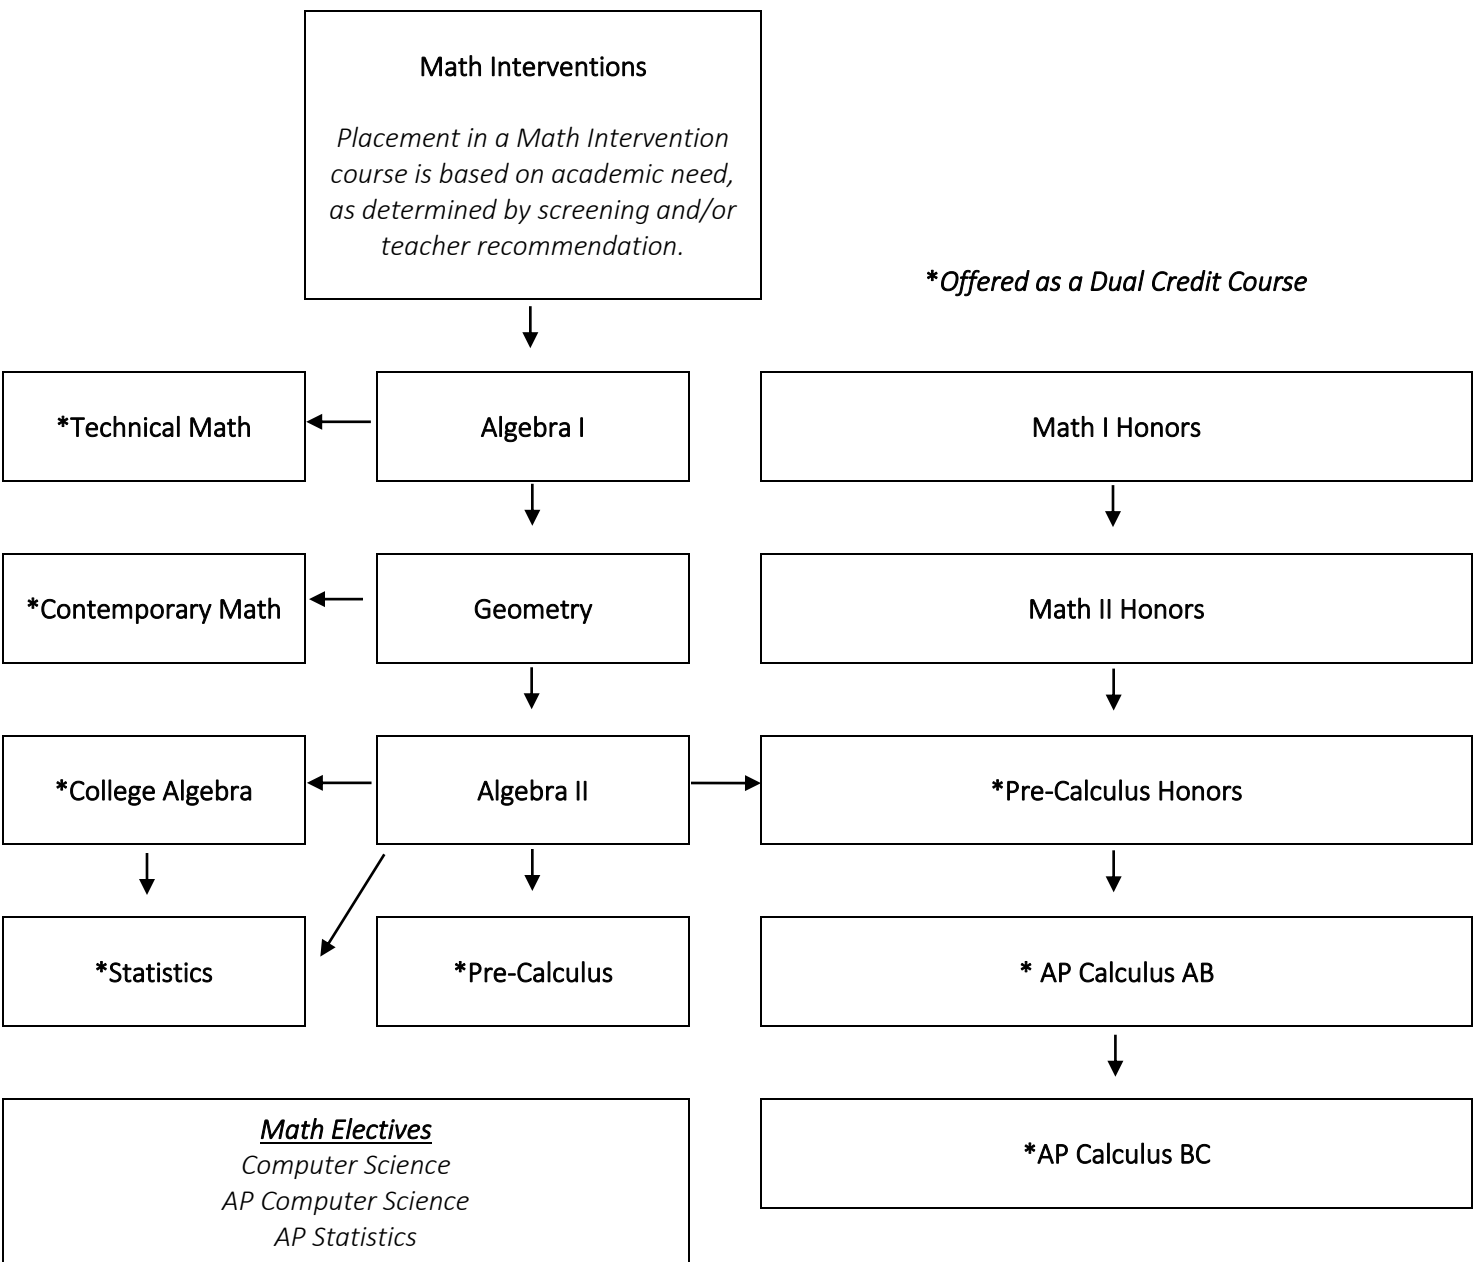 Math Interventions
Placement in a Math Intervention
course is based on academic need,
as determined by screening and/or
teacher recommendation.
*Offered as a Dual Credit Course
*Technical Math
Algebra I
Math I Honors
*Contemporary Math
Geometry
Math II Honors
*College Algebra
Algebra II
*Pre-Calculus Honors
*Statistics
*Pre-Calculus
* AP Calculus AB
Math Electives
Computer Science
AP Computer Science
AP Statistics
*AP Calculus BC